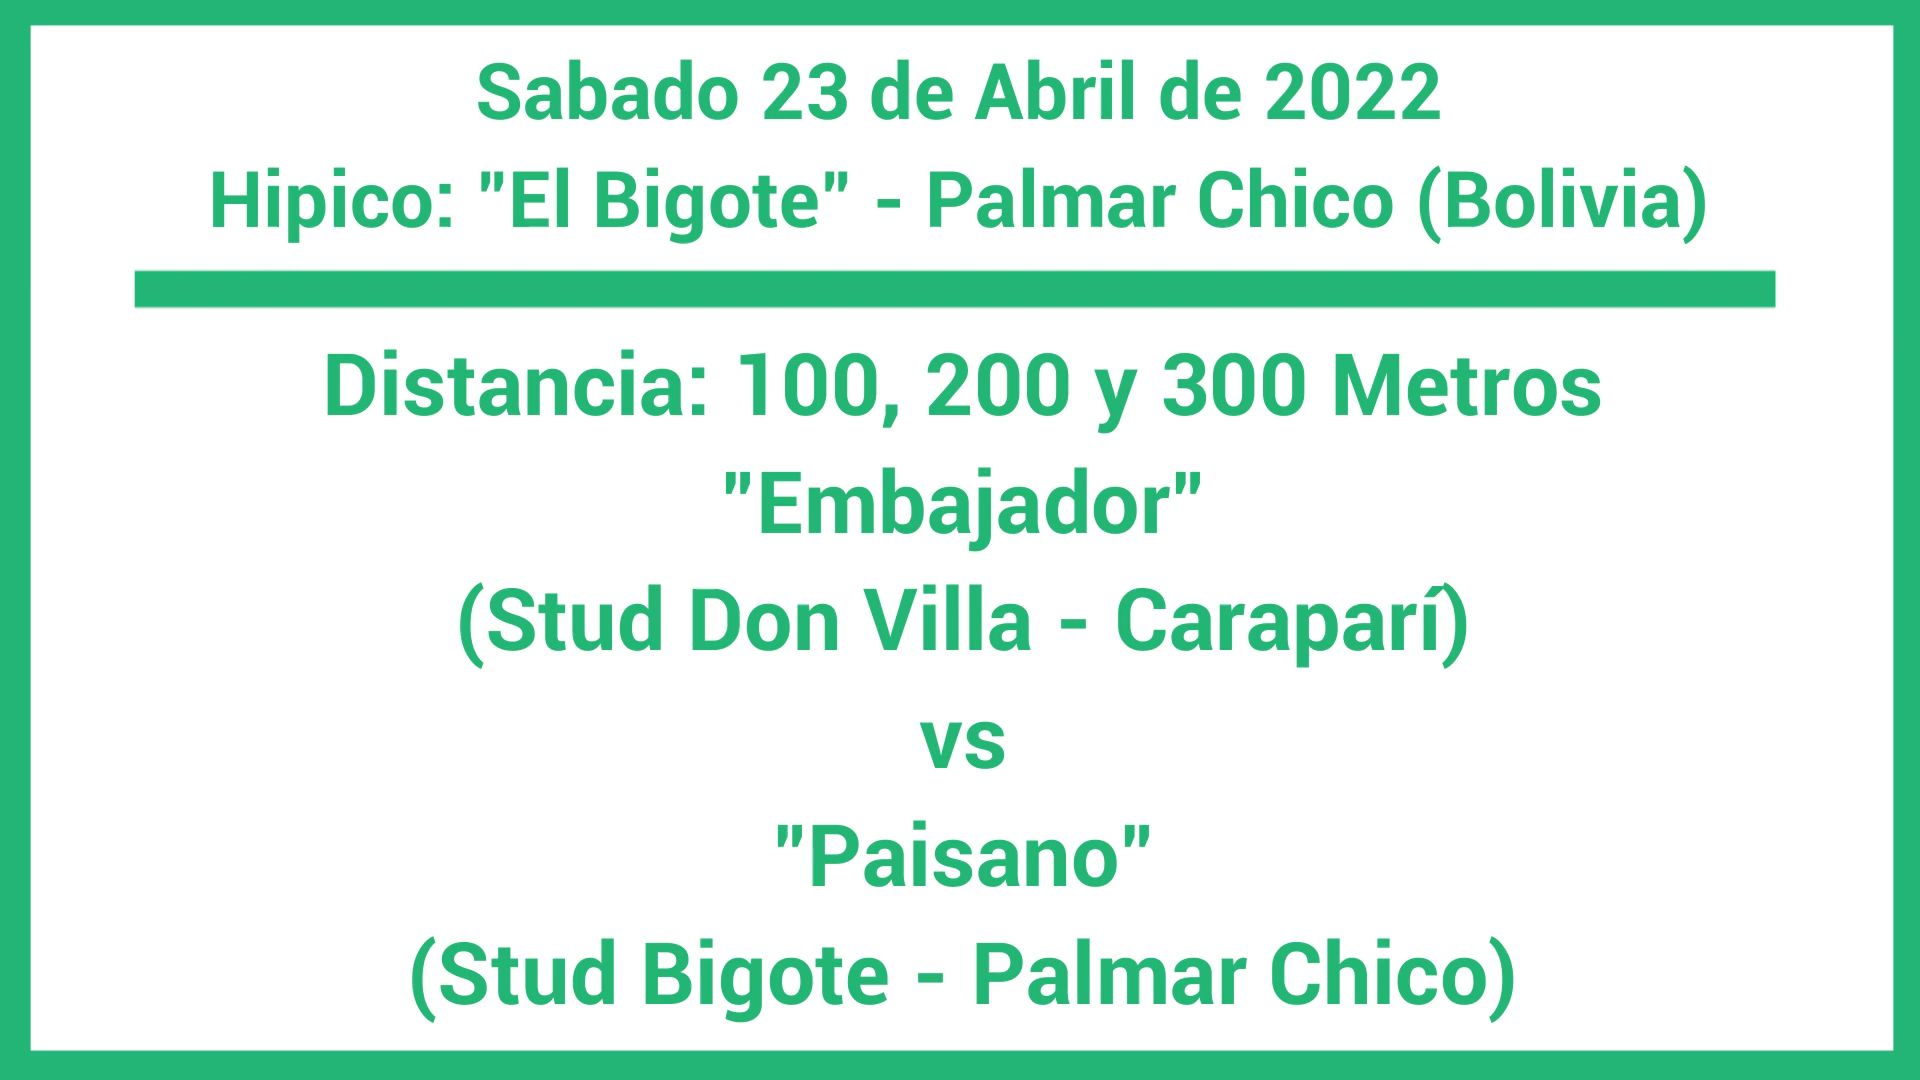 Sabado 23 de Abril de 2022
Hipico: "El Bigote" - Palmar Chico (Bolivia)
Distancia: 100, 200 y 300 Metros
"Embajador"
(Stud Don Villa - Caraparí)
vs
"Paisano"
(Stud Bigote - Palmar Chico)